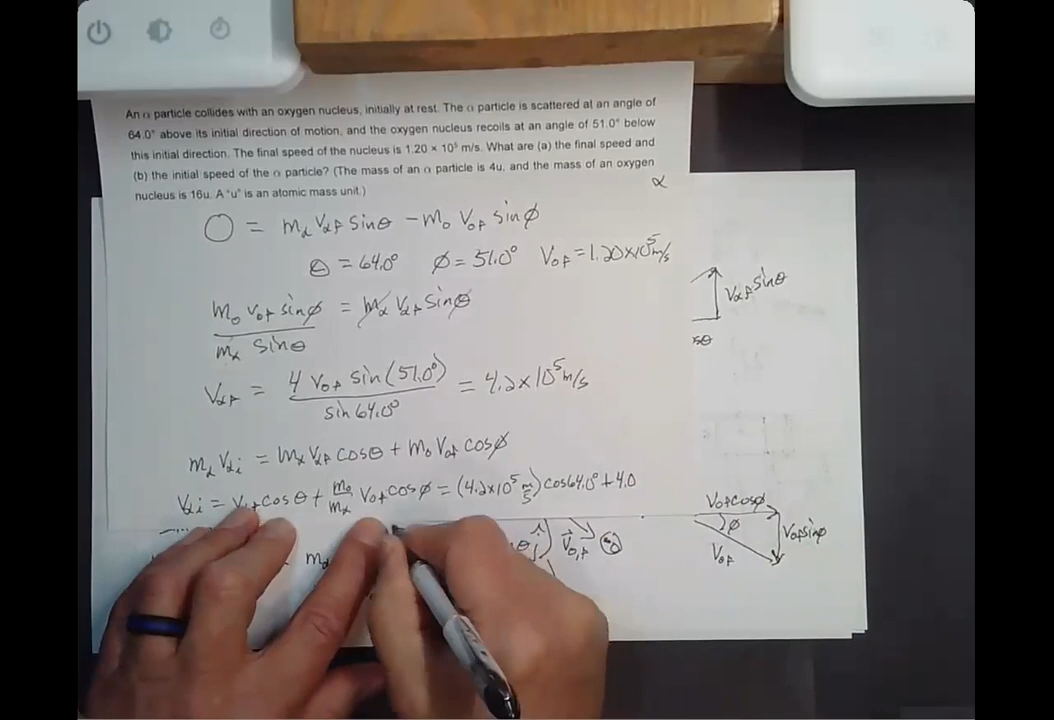 An α particle collides with an oxygen nucleus, initially at rest. The α particle is scattered at an angle of
64.0° above its initial direction of motion, and the oxygen nucleus recoils at an angle of 51.0° below
this initial direction. The final speed of the nucleus is 1.20 × 10⁵ m/s. What are (a) the final speed and
(b) the initial speed of the α particle? (The mass of an α particle is 4u, and the mass of an oxygen
nucleus is 16u. A "u" is an atomic mass unit.)
α
O = mα Vαf sinθ - mo Vof sinϕ
θ = 64.0° ϕ = 51.0° Vof = 1.20×10⁵ m/s
Vαf sinθ
sθ
mo Vof sinϕ / mα sinθ = mα Vαf sinθ
Vαf = 4 Vof sin(51.0°) / sin 64.0° = 4.2×10⁵ m/s
mα Vαi = mα Vαf cosθ + mo Vof cosϕ
Vαi = Vαf cosθ + mo/mα Vof cosϕ = (4.2×10⁵ m/s) cos64.0° + 4.0
Vof cosϕ
ϕ
Vof sinϕ
Vof
Vo,f